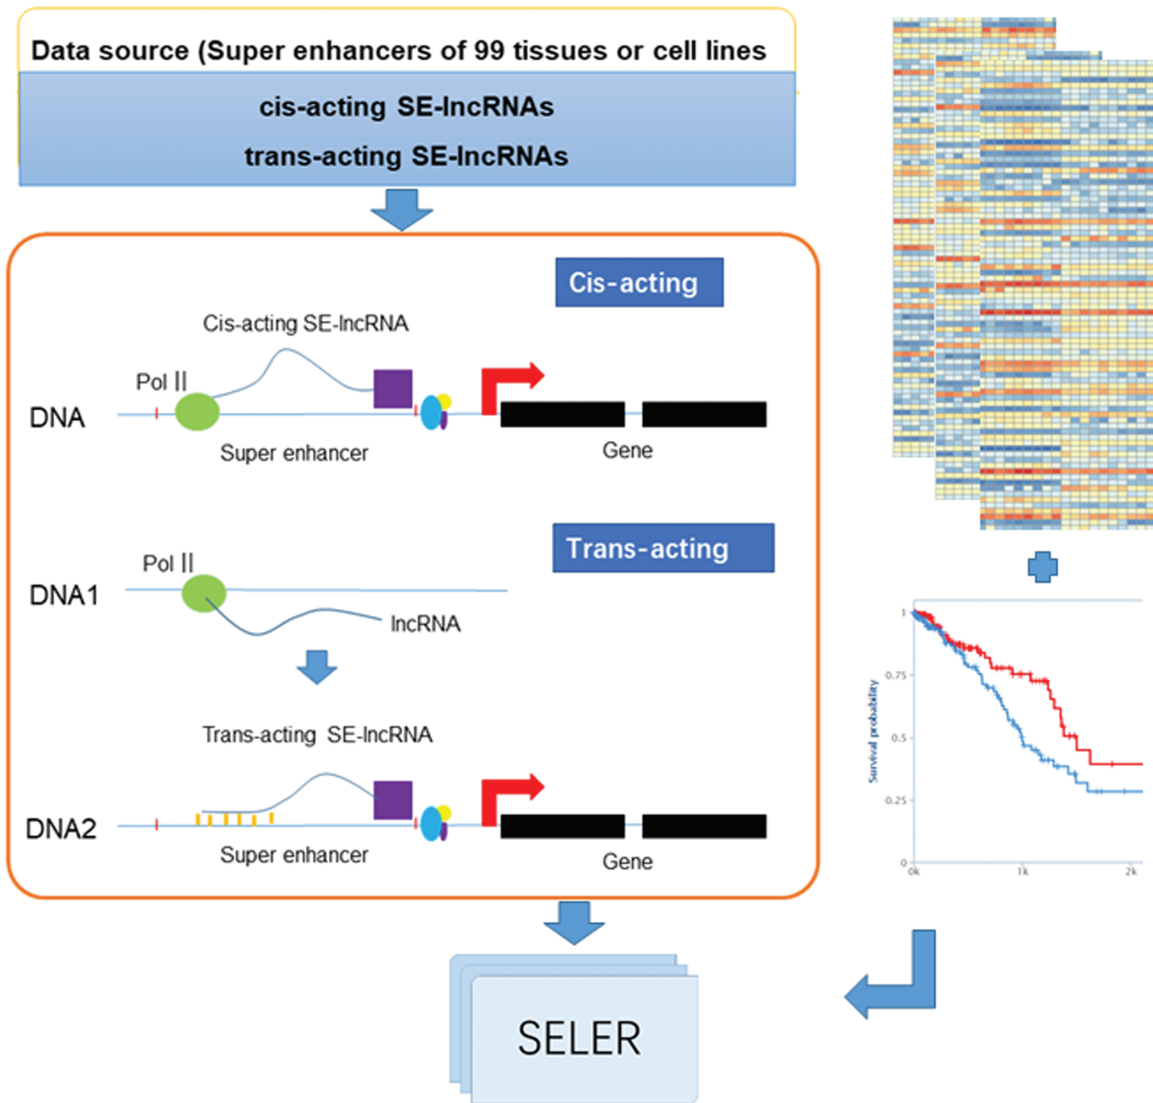 Data source (Super enhancers of 99 tissues or cell lines
cis-acting SE-lncRNAs
trans-acting SE-lncRNAs
Cis-acting
Cis-acting SE-lncRNA
Pol II
DNA
Super enhancer
Gene
Trans-acting
Pol II
DNA1
lncRNA
Trans-acting SE-lncRNA
DNA2
Super enhancer
Gene
SELER
Survival probability
1
0.75
0.5
0.25
0
0k
1k
2k